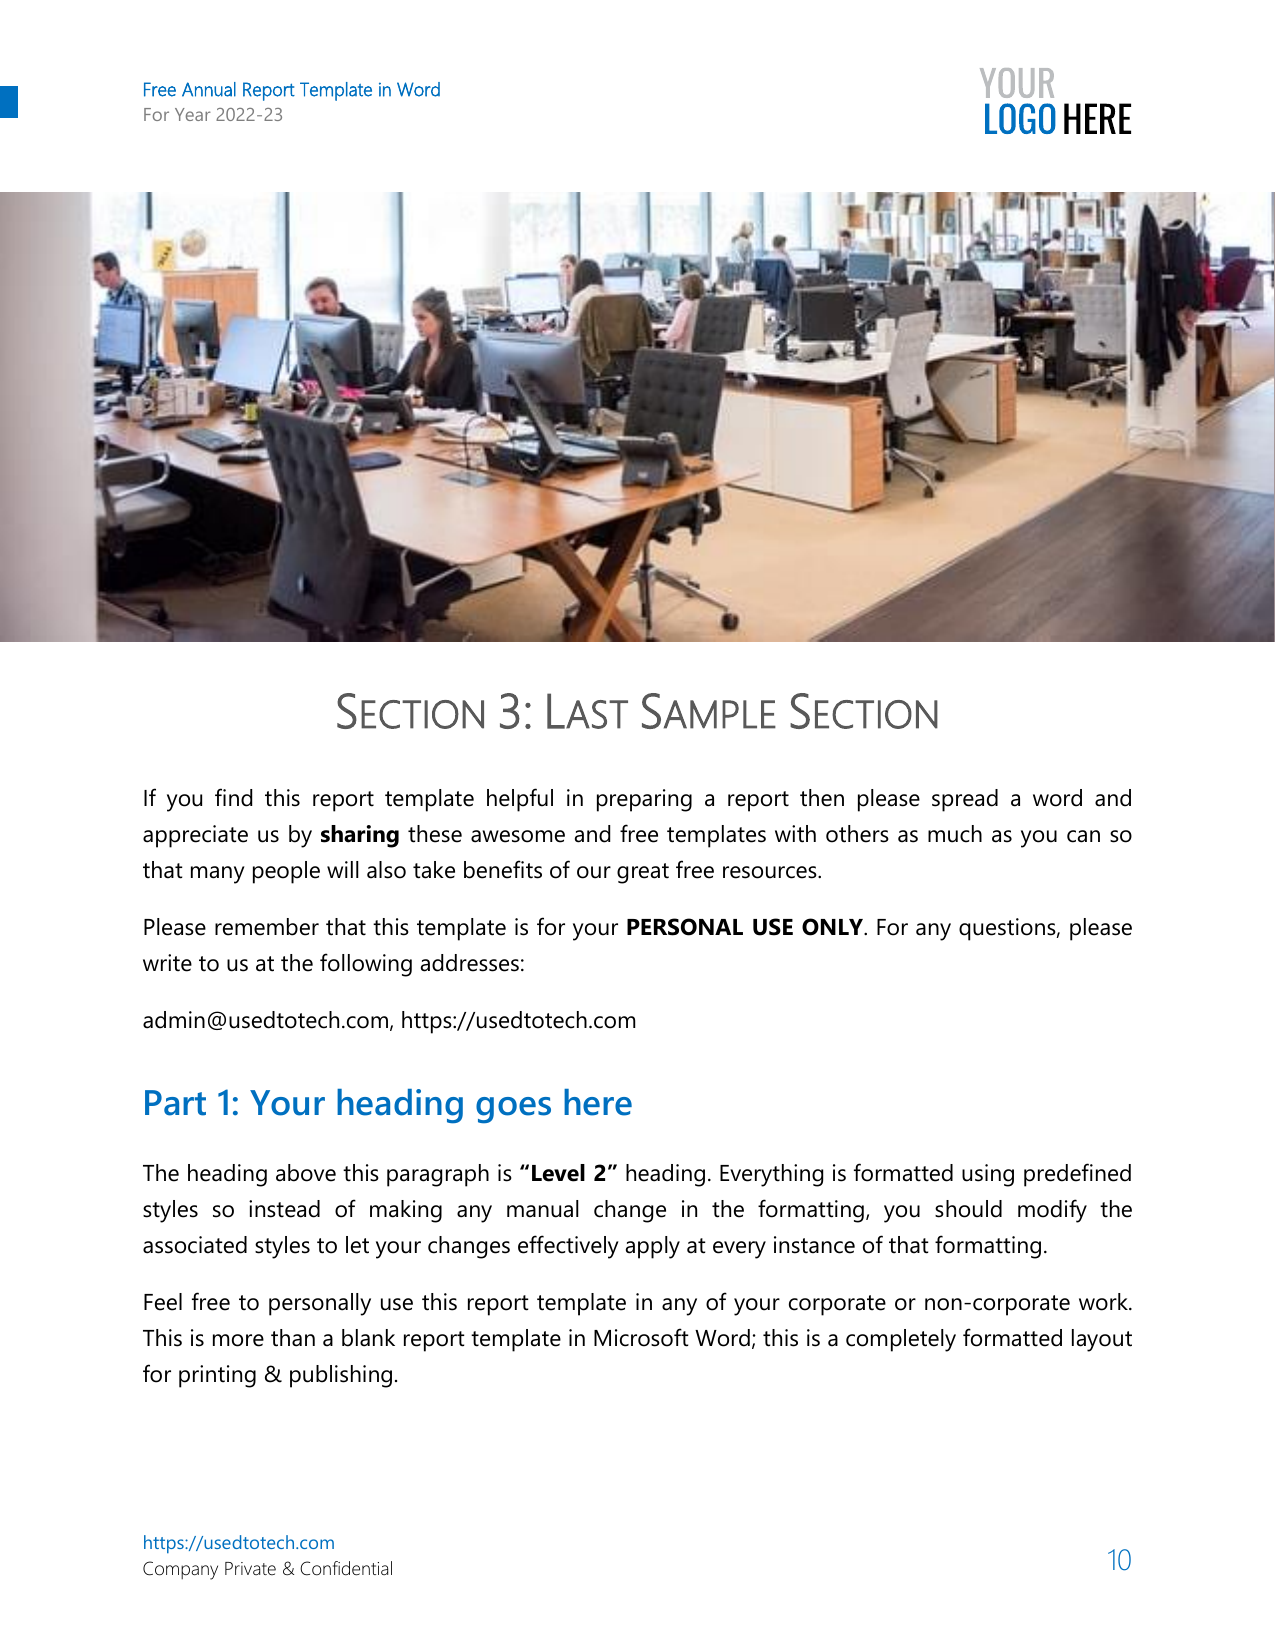 Free Annual Report Template in Word
For Year 2022-23
YOUR
LOGO HERE
SECTION 3: LAST SAMPLE SECTION
If you find this report template helpful in preparing a report then please spread a word and
appreciate us by sharing these awesome and free templates with others as much as you can so
that many people will also take benefits of our great free resources.
Please remember that this template is for your PERSONAL USE ONLY. For any questions, please
write to us at the following addresses:
admin@usedtotech.com, https://usedtotech.com
Part 1: Your heading goes here
The heading above this paragraph is “Level 2” heading. Everything is formatted using predefined
styles so instead of making any manual change in the formatting, you should modify the
associated styles to let your changes effectively apply at every instance of that formatting.
Feel free to personally use this report template in any of your corporate or non-corporate work.
This is more than a blank report template in Microsoft Word; this is a completely formatted layout
for printing & publishing.
https://usedtotech.com
Company Private & Confidential
10